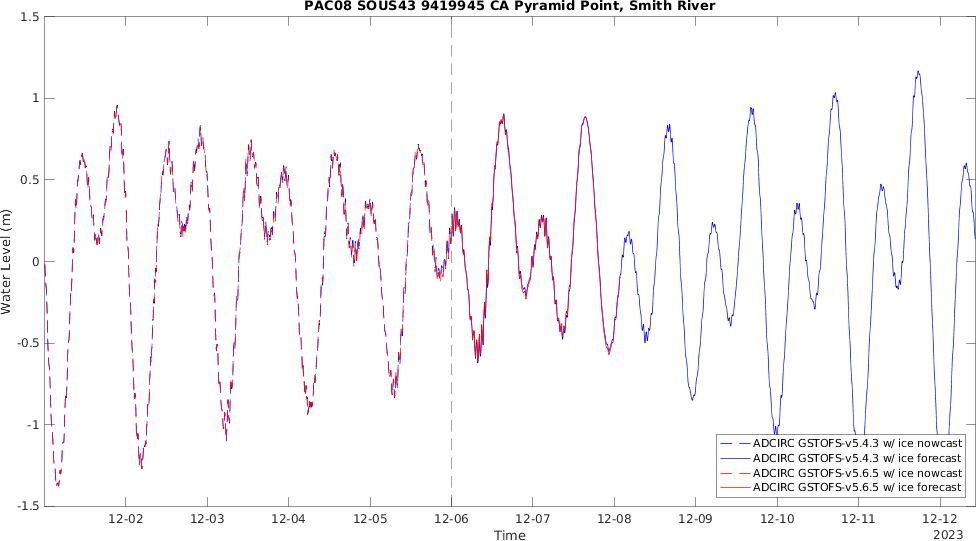 PAC08 SOUS43 9419945 CA Pyramid Point, Smith River
1.5
1
0.5
0
-0.5
-1
-1.5
Water Level (m)
ADCIRC GSTOFS-v5.4.3 w/ ice nowcast
ADCIRC GSTOFS-v5.4.3 w/ ice forecast
ADCIRC GSTOFS-v5.6.5 w/ ice nowcast
ADCIRC GSTOFS-v5.6.5 w/ ice forecast
12-02 12-03 12-04 12-05 12-06 12-07 12-08 12-09 12-10 12-11 12-12
Time
2023